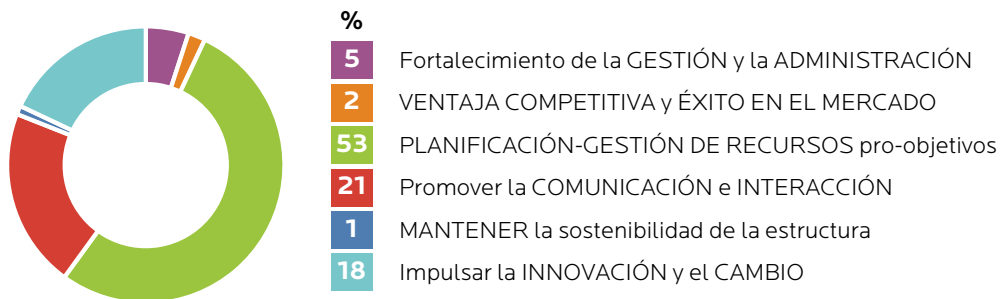 %
5 Fortalecimiento de la GESTIÓN y la ADMINISTRACIÓN
2 VENTAJA COMPETITIVA y ÉXITO EN EL MERCADO
53 PLANIFICACIÓN-GESTIÓN DE RECURSOS pro-objetivos
21 Promover la COMUNICACIÓN e INTERACCIÓN
1 MANTENER la sostenibilidad de la estructura
18 Impulsar la INNOVACIÓN y el CAMBIO